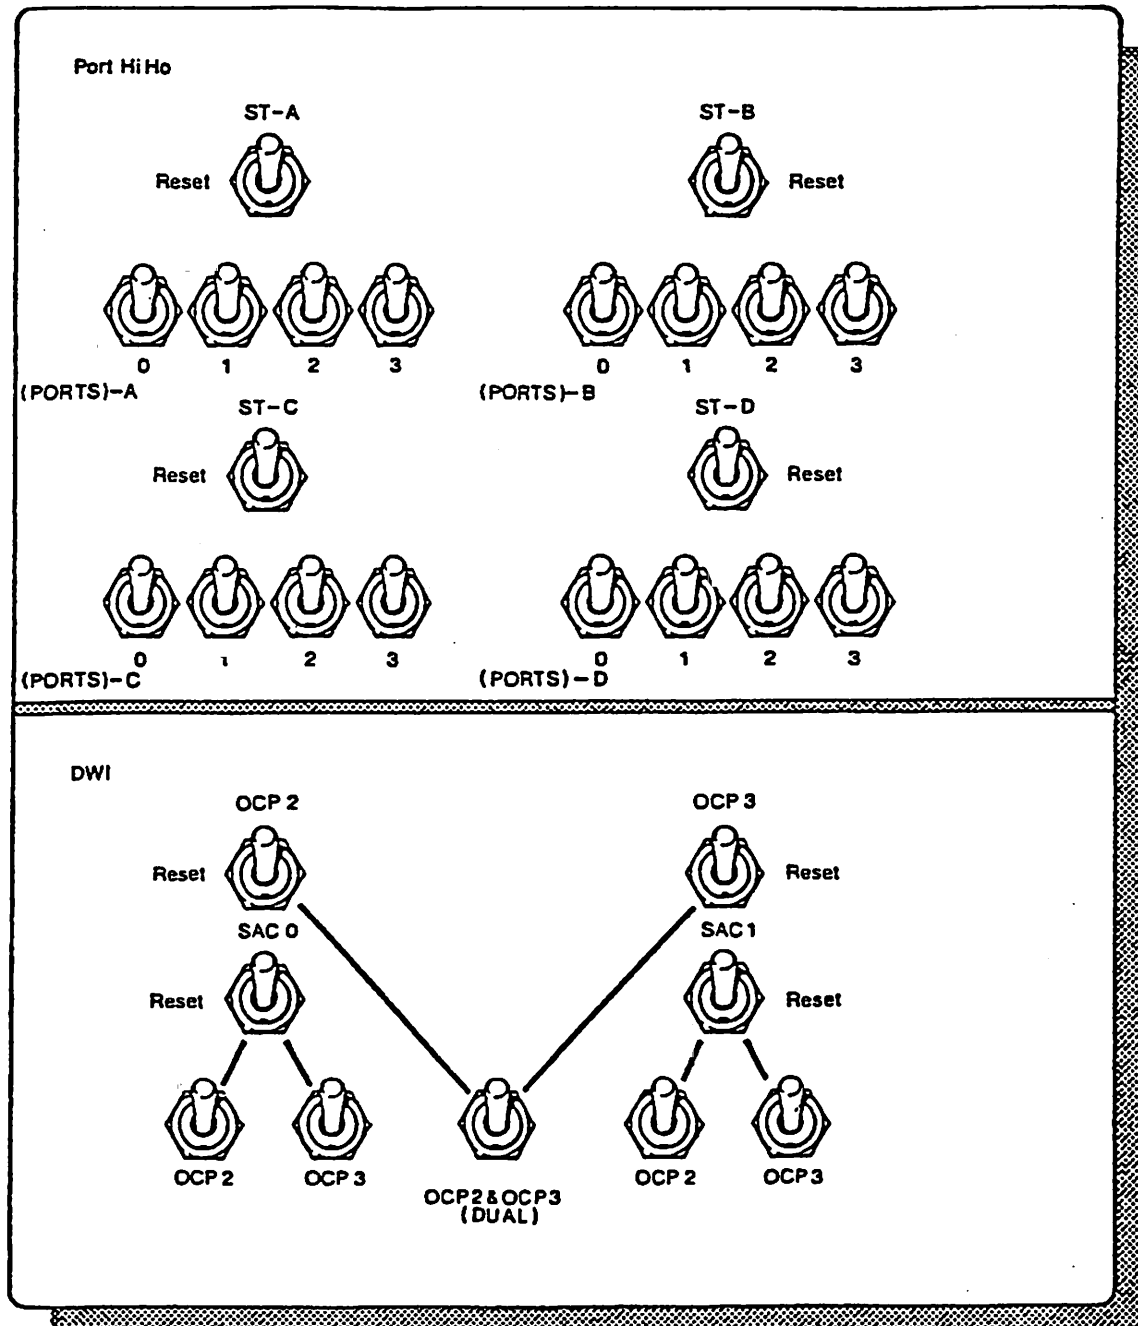 Port HiHo
ST-A ST-B
Reset Reset
0 1 2 3 0 1 2 3
(PORTS)-A (PORTS)-B
ST-C ST-D
Reset Reset
0 1 2 3 0 1 2 3
(PORTS)-C (PORTS)-D
DWI
OCP 2 OCP 3
Reset Reset
SAC 0 SAC 1
Reset Reset
OCP 2 OCP 3 OCP 2 OCP 3
OCP2 & OCP3
(DUAL)